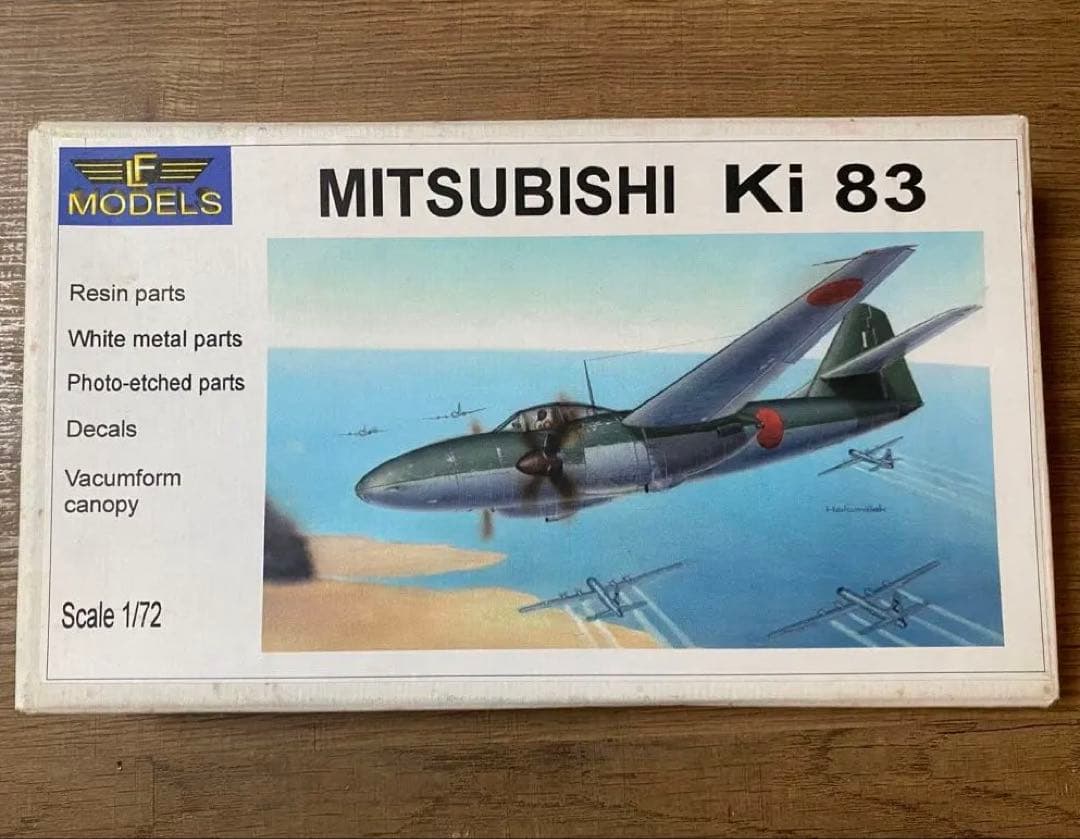 LF
MODELS
MITSUBISHI Ki 83
Resin parts
White metal parts
Photo-etched parts
Decals
Vacumform
canopy
Scale 1/72